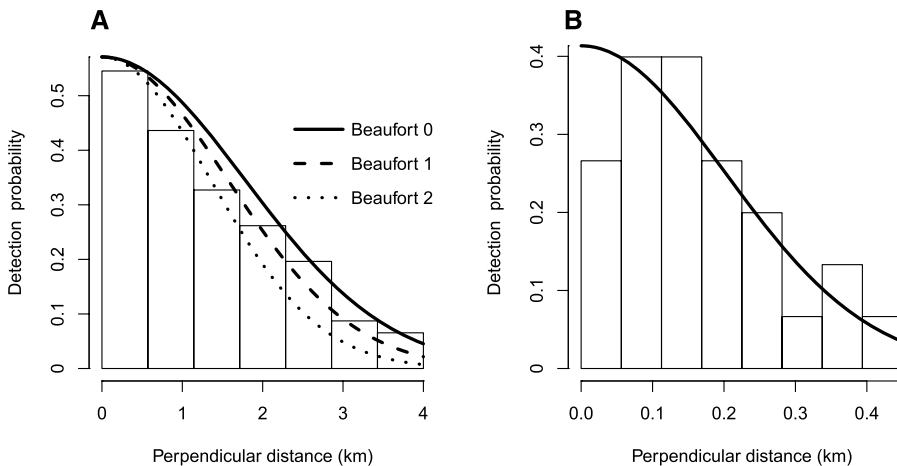 A
Detection probability
0
0.1
0.2
0.3
0.4
0.5
Beaufort 0
Beaufort 1
Beaufort 2
0 1 2 3 4
Perpendicular distance (km)
B
Detection probability
0
0.1
0.2
0.3
0.4
0.0 0.1 0.2 0.3 0.4
Perpendicular distance (km)